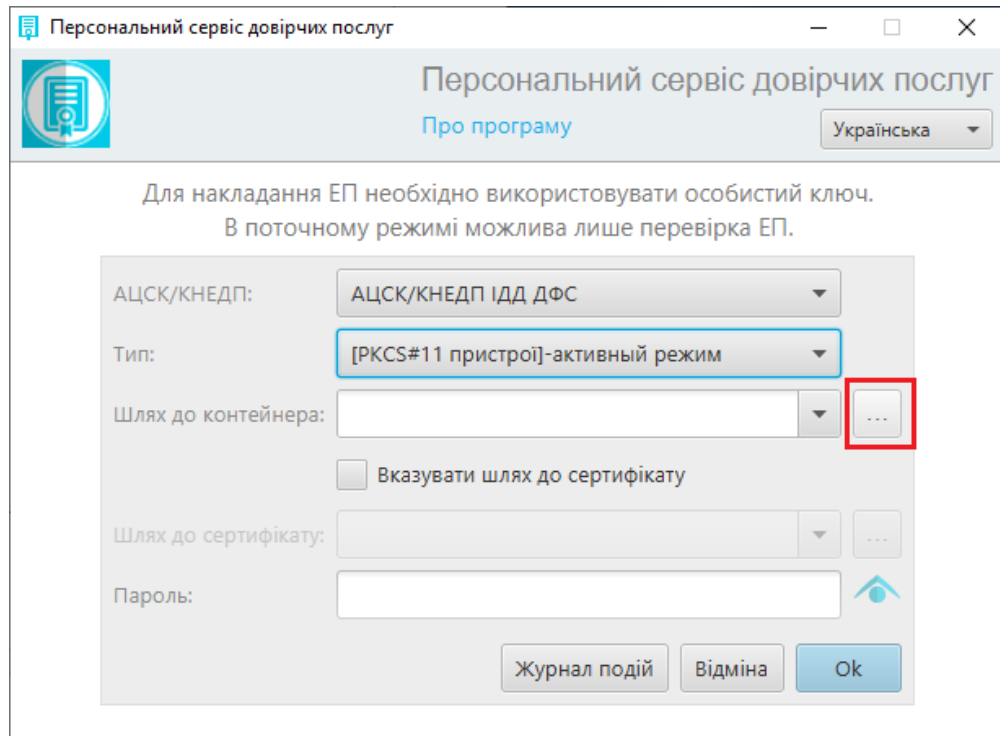 Персональний сервіс довірчих послуг
Персональний сервіс довірчих послуг
Про програму
Українська
Для накладання ЕП необхідно використовувати особистий ключ.
В поточному режимі можлива лише перевірка ЕП.
АЦСК/КНЕДП:
АЦСК/КНЕДП ІДД ДФС
Тип:
[PKCS#11 пристрої]-активный режим
Шлях до контейнера:
...
Вказувати шлях до сертифікату
Шлях до сертифікату:
...
Пароль:
Журнал подій
Відміна
Ok